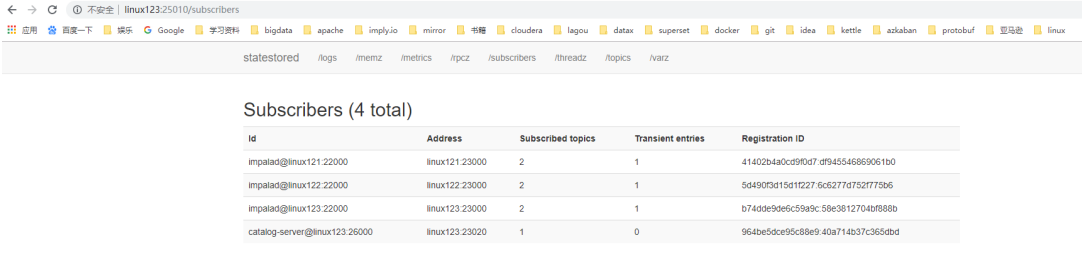 不安全 | linux123:25010/subscribers
应用 百度一下 娱乐 Google 学习资料 bigdata apache imply.io mirror 书籍 cloudera lagou datax superset docker git idea kettle azkaban protobuf 亚马逊 linux
statestored /logs /memz /metrics /rpcz /subscribers /threadz /topics /varz
Subscribers (4 total)
Id Address Subscribed topics Transient entries Registration ID
impalad@linux121:22000 linux121:23000 2 1 41402b4a0cd9f0d7:df945546869061b0
impalad@linux122:22000 linux122:23000 2 1 5d490f3d15d1f227:6c6277d752f775b6
impalad@linux123:22000 linux123:23000 2 1 b74dde9de6c59a9c:58e3812704bf888b
catalog-server@linux123:26000 linux123:23020 1 0 964be5dce95c88e9:40a714b37c365dbd